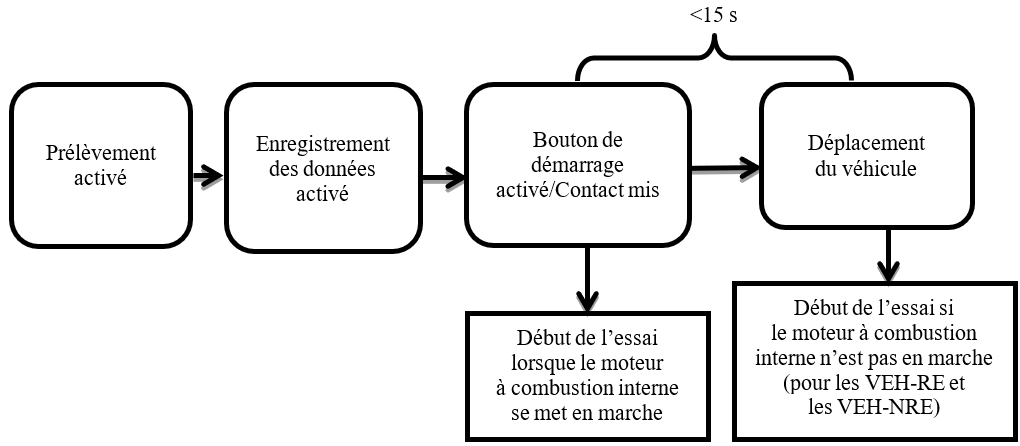 <15 s
Prélèvement
activé
Enregistrement
des données
activé
Bouton de
démarrage
activé/Contact mis
Déplacement
du véhicule
Début de l’essai
lorsque le moteur
à combustion interne
se met en marche
Début de l’essai si
le moteur à combustion
interne n’est pas en marche
(pour les VEH-RE et
les VEH-NRE)